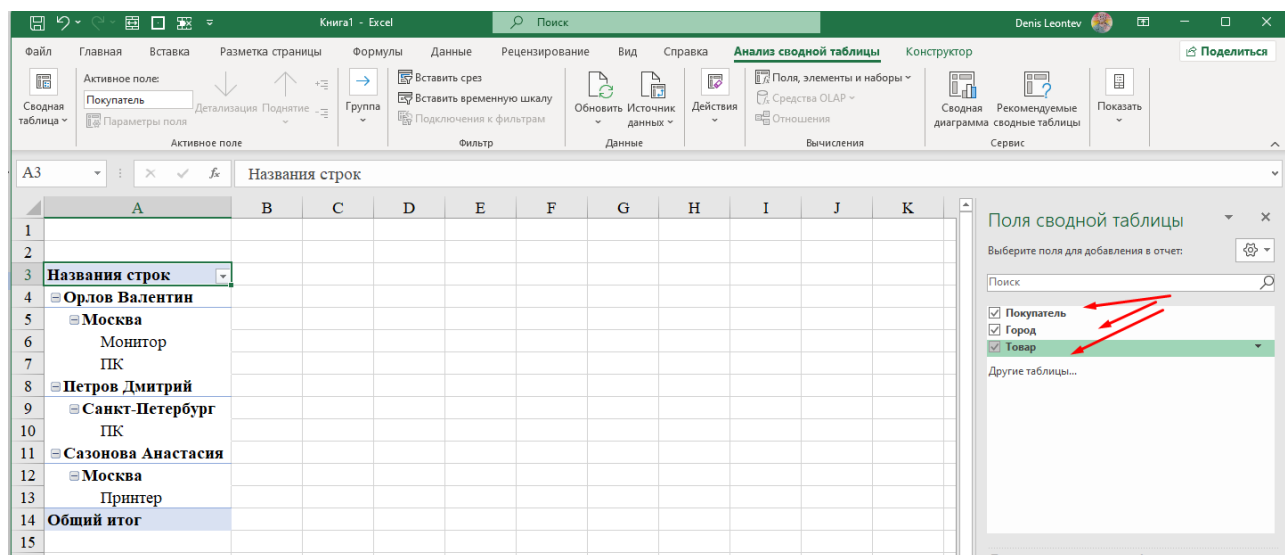 Книга1 - Excel
Поиск
Denis Leontev
Файл Главная Вставка Разметка страницы Формулы Данные Рецензирование Вид Справка Анализ сводной таблицы Конструктор Поделиться
Сводная таблица
Активное поле:
Покупатель
Параметры поля
Детализация Поднятие
Активное поле
Группа
Вставить срез
Вставить временную шкалу
Подключения к фильтрам
Фильтр
Обновить Источник данных
Данные
Действия
Поля, элементы и наборы
Средства OLAP
Отношения
Вычисления
Сводная диаграмма
Рекомендуемые сводные таблицы
Сервис
Показать
A3 fx Названия строк
A B C D E F G H I J K
1
2
3 Названия строк
4 Орлов Валентин
5 Москва
6 Монитор
7 ПК
8 Петров Дмитрий
9 Санкт-Петербург
10 ПК
11 Сазонова Анастасия
12 Москва
13 Принтер
14 Общий итог
15
Поля сводной таблицы
Выберите поля для добавления в отчет:
Поиск
Покупатель
Город
Товар
Другие таблицы...